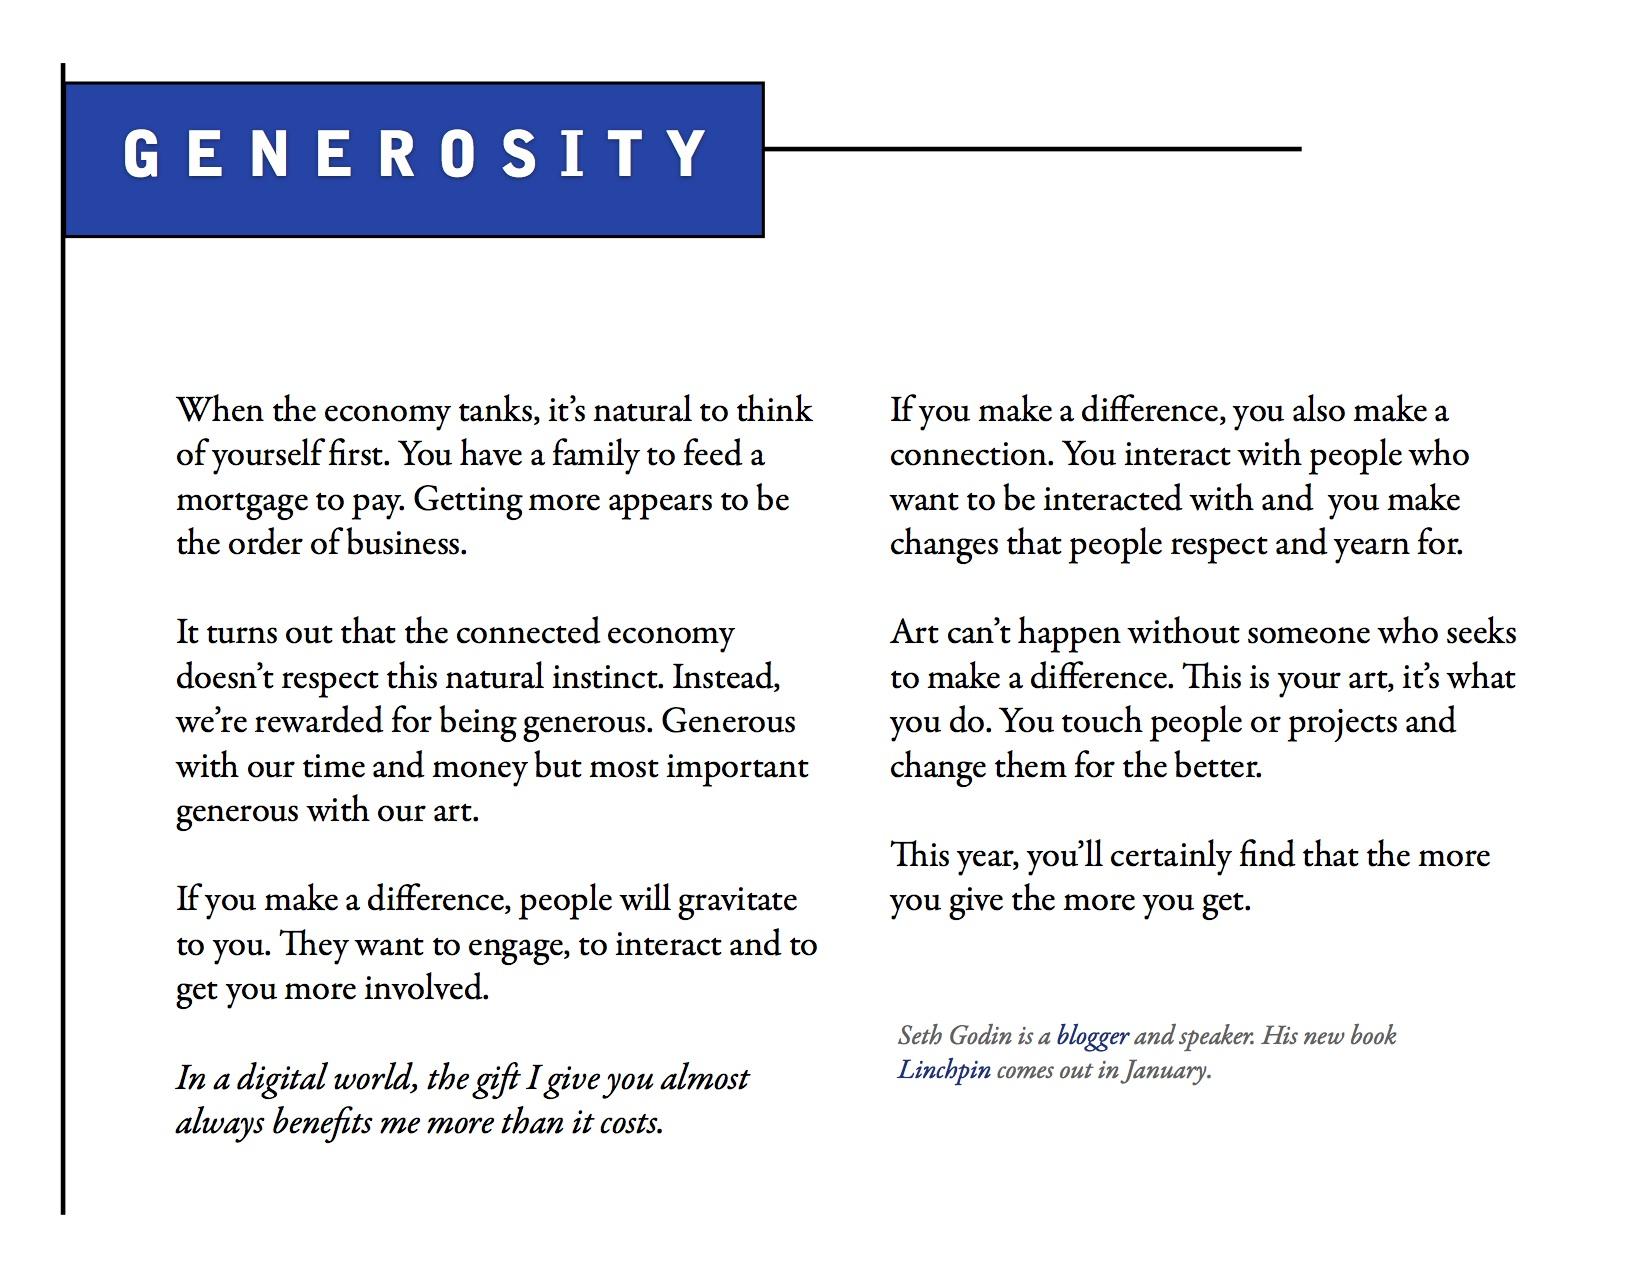 GENEROSITY
When the economy tanks, it’s natural to think
of yourself first. You have a family to feed a
mortgage to pay. Getting more appears to be
the order of business.
It turns out that the connected economy
doesn’t respect this natural instinct. Instead,
we’re rewarded for being generous. Generous
with our time and money but most important
generous with our art.
If you make a difference, people will gravitate
to you. They want to engage, to interact and to
get you more involved.
In a digital world, the gift I give you almost
always benefits me more than it costs.
If you make a difference, you also make a
connection. You interact with people who
want to be interacted with and  you make
changes that people respect and yearn for.
Art can’t happen without someone who seeks
to make a difference. This is your art, it’s what
you do. You touch people or projects and
change them for the better.
This year, you’ll certainly find that the more
you give the more you get.
Seth Godin is a blogger and speaker. His new book
Linchpin comes out in January.